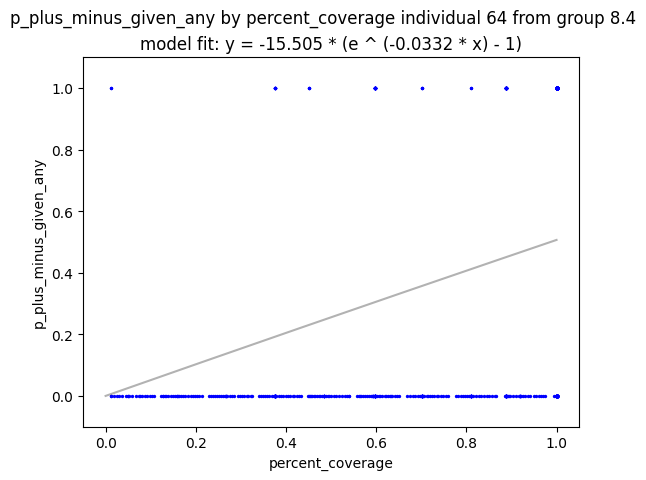 p_plus_minus_given_any by percent_coverage individual 64 from group 8.4
model fit: y = -15.505 * (e ^ (-0.0332 * x) - 1)
1.0
0.8
0.6
0.4
0.2
0.0
p_plus_minus_given_any
0.0 0.2 0.4 0.6 0.8 1.0
percent_coverage